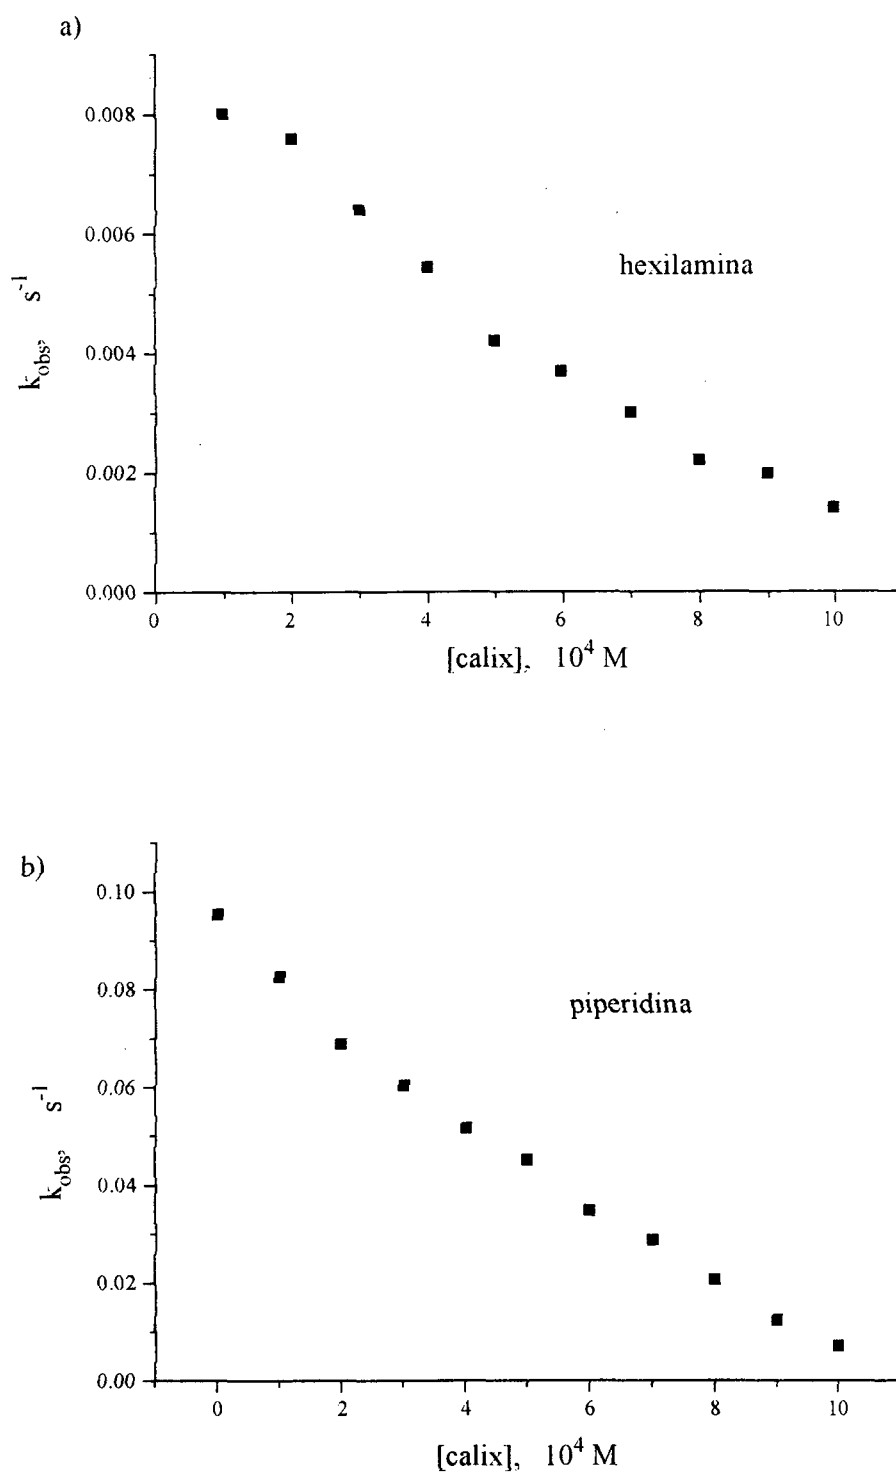 a)
0.008
0.006
0.004
0.002
0.000
k_obs, s^-1
hexilamina
0 2 4 6 8 10
[calix], 10^4 M
b)
0.10
0.08
0.06
0.04
0.02
0.00
k_obs, s^-1
piperidina
0 2 4 6 8 10
[calix], 10^4 M